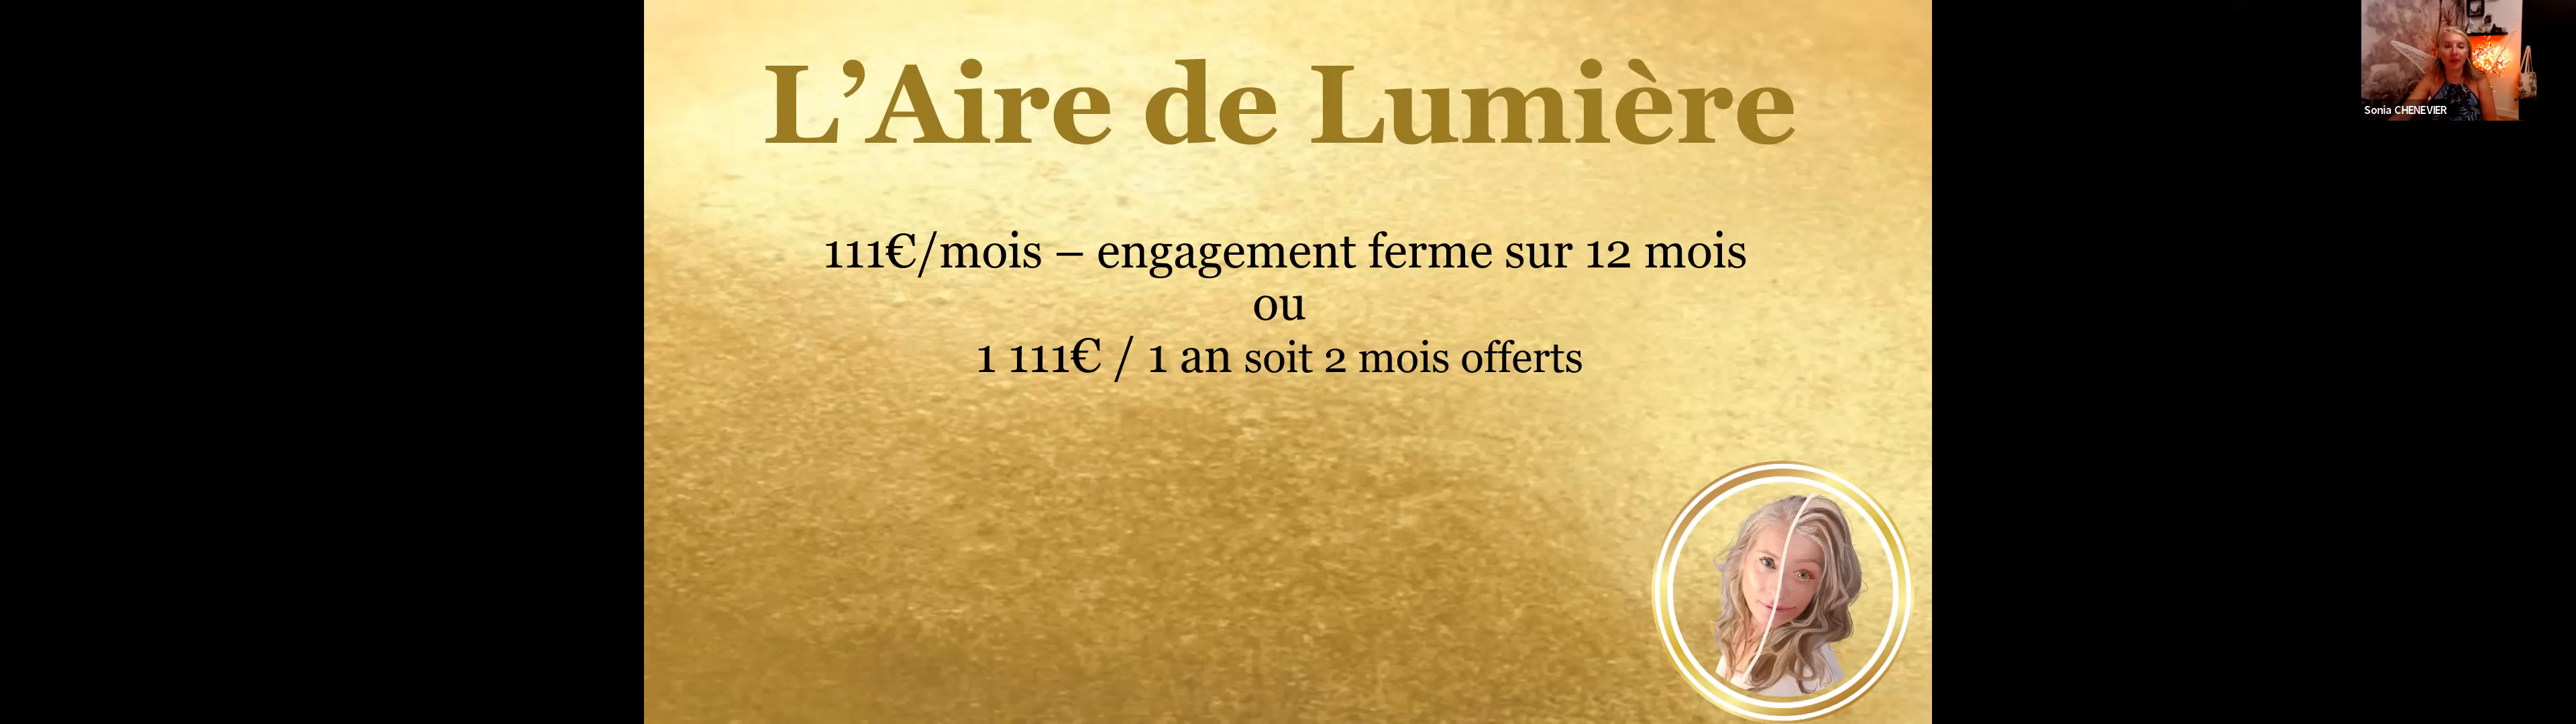 L’Aire de Lumière
111€/mois – engagement ferme sur 12 mois
ou
1 111€ / 1 an soit 2 mois offerts
Sonia CHENEVIER